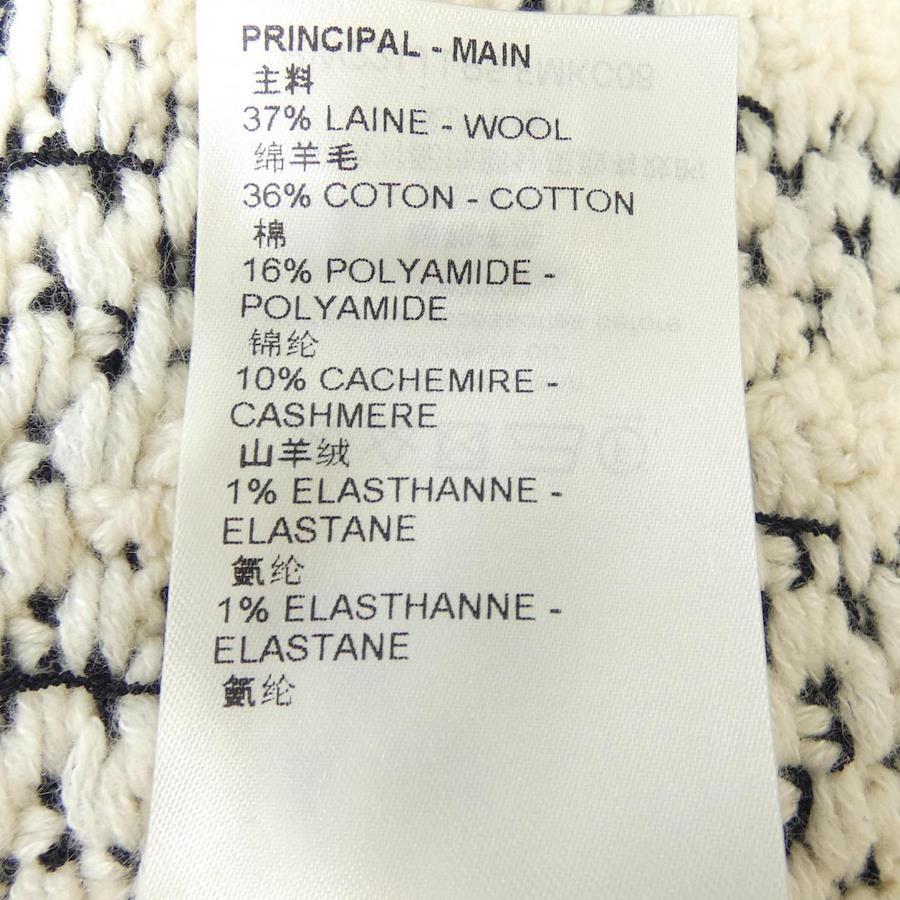 PRINCIPAL - MAIN
主料
37% LAINE - WOOL
绵羊毛
36% COTON - COTTON
棉
16% POLYAMIDE -
POLYAMIDE
锦纶
10% CACHEMIRE -
CASHMERE
山羊绒
1% ELASTHANNE -
ELASTANE
氨纶
1% ELASTHANNE -
ELASTANE
氨纶